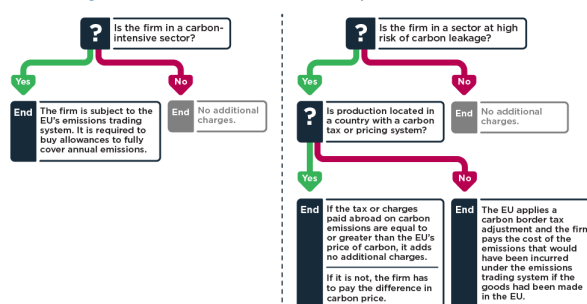 ?
Is the firm in a carbon-
intensive sector?
Yes
No
End
The firm is subject to the
EU's emissions trading
system. It is required to
buy allowances to fully
cover annual emissions.
End
No additional
charges.
?
Is the firm in a sector at high
risk of carbon leakage?
Yes
No
?
Is production located in
a country with a carbon
tax or pricing system?
End
No additional
charges.
Yes
No
End
If the tax or charges
paid abroad on carbon
emissions are equal to
or greater than the EU's
price of carbon, it adds
no additional charges.
If it is not, the firm has
to pay the difference in
carbon price.
End
The EU applies a
carbon border tax
adjustment and the firm
pays the cost of the
emissions that would
have been incurred
under the emissions
trading system if the
goods had been made
in the EU.